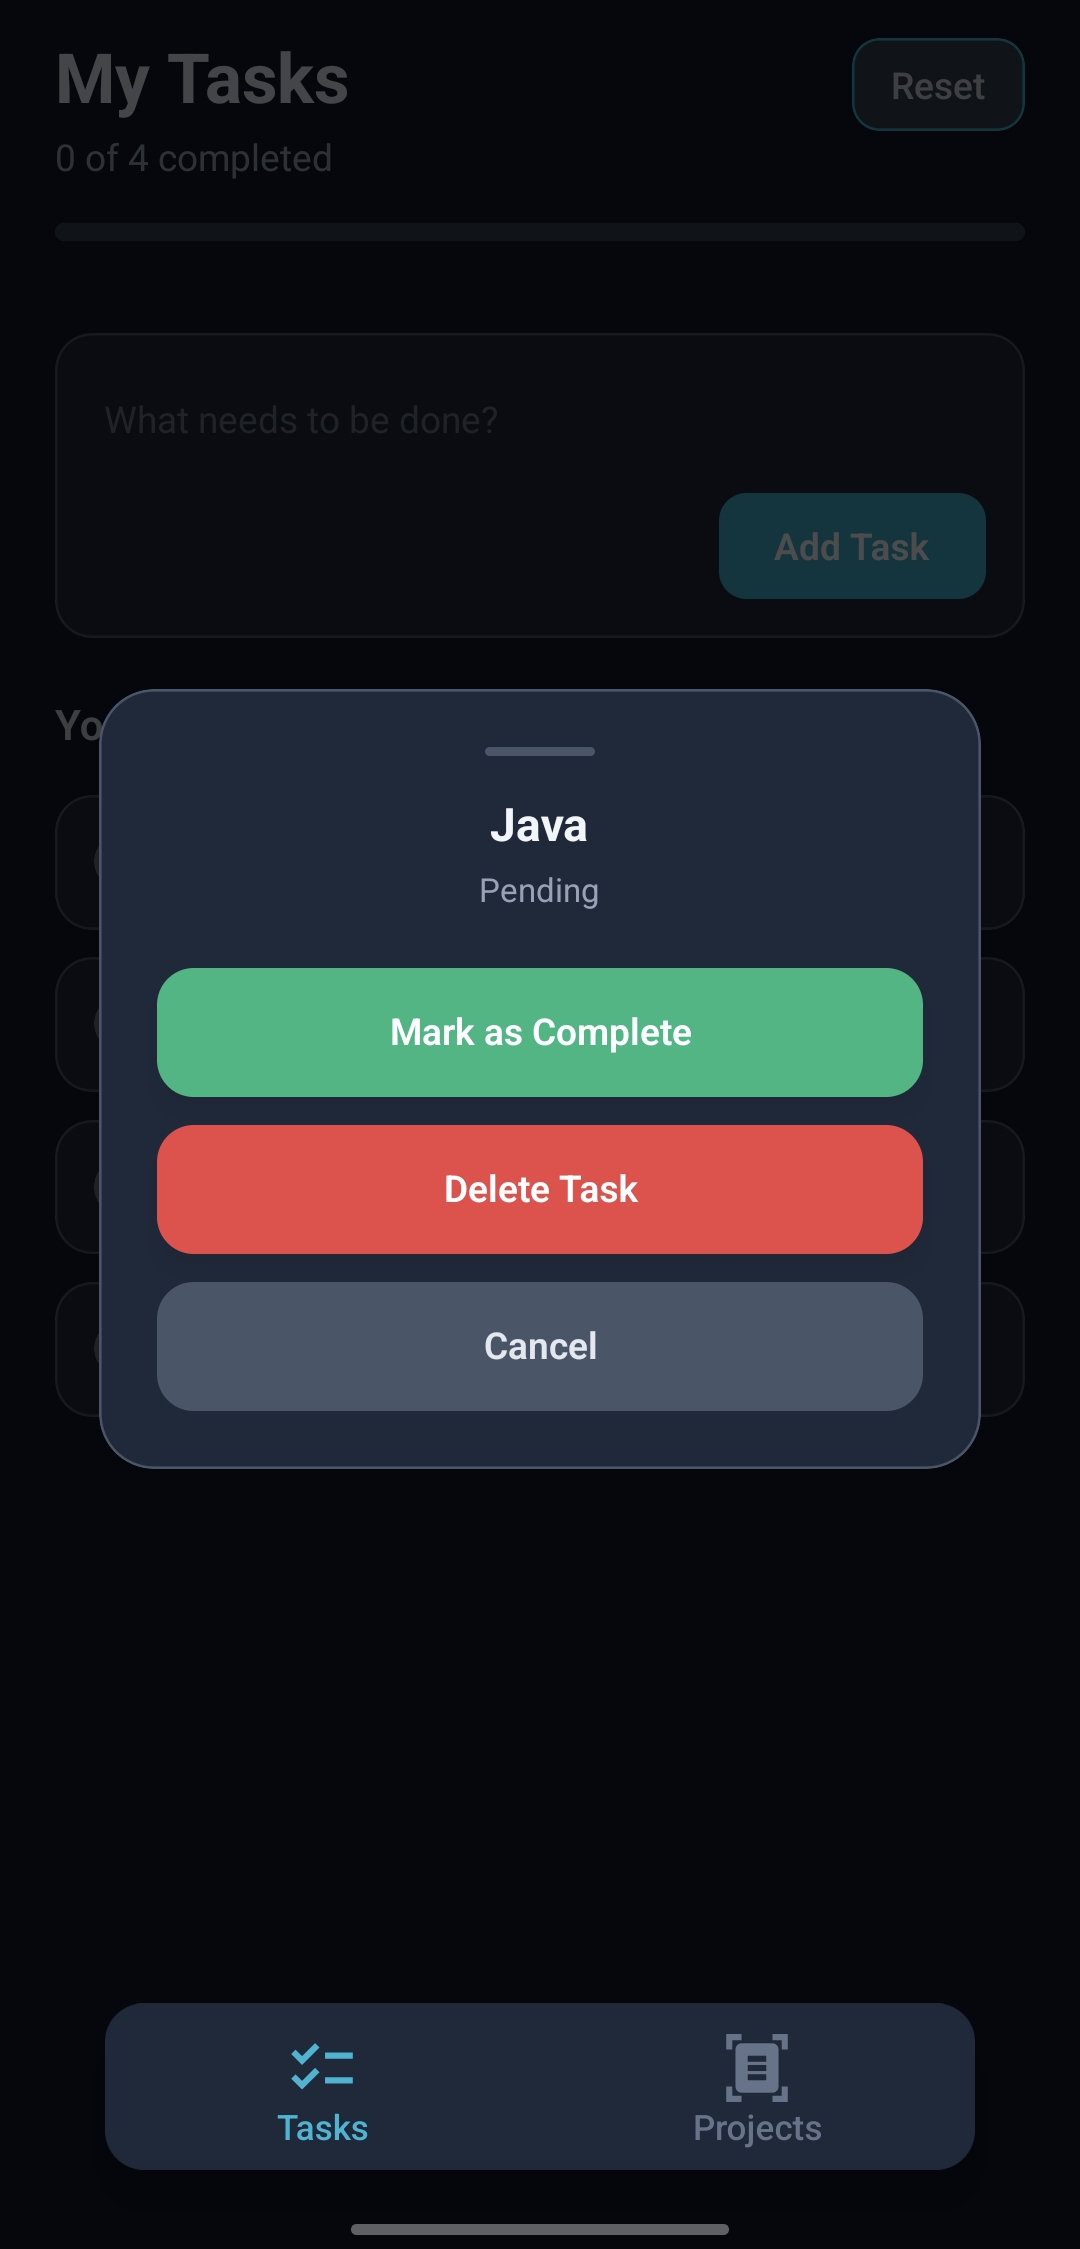 My Tasks
Reset
0 of 4 completed
What needs to be done?
Add Task
Yo
Java
Pending
Mark as Complete
Delete Task
Cancel
Tasks
Projects